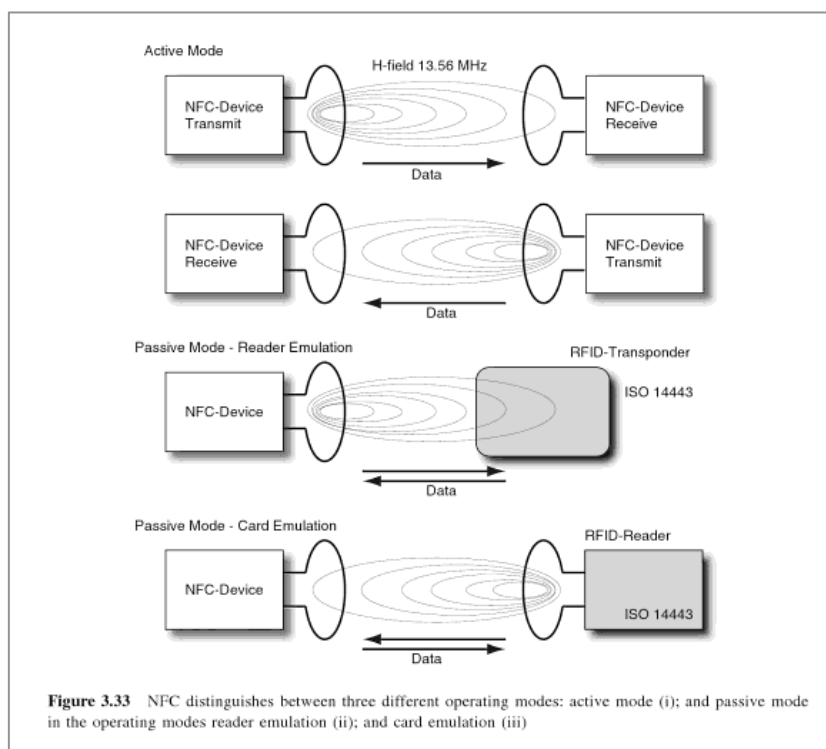 Active Mode
H-field 13.56 MHz
NFC-Device
Transmit
NFC-Device
Receive
Data
NFC-Device
Receive
NFC-Device
Transmit
Data
Passive Mode - Reader Emulation
RFID-Transponder
ISO 14443
NFC-Device
Data
Passive Mode - Card Emulation
RFID-Reader
NFC-Device
ISO 14443
Data
Figure 3.33 NFC distinguishes between three different operating modes: active mode (i); and passive mode
in the operating modes reader emulation (ii); and card emulation (iii)